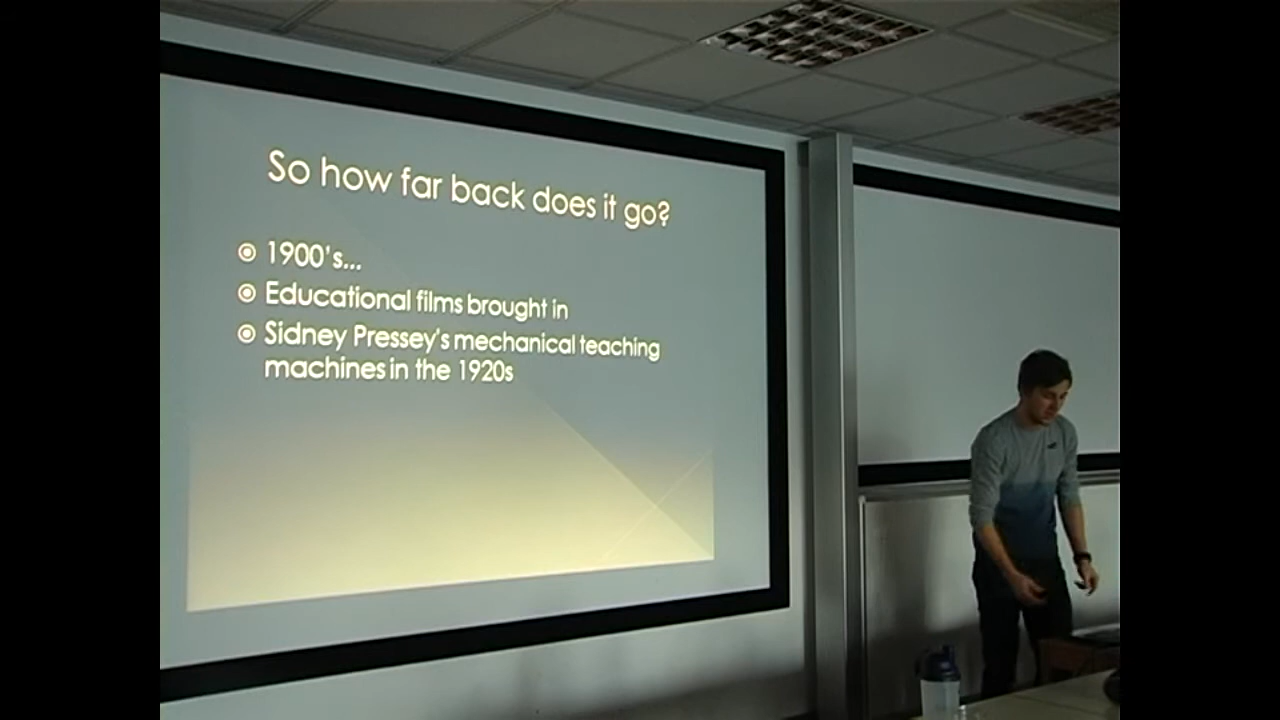 So how far back does it go?
1900's...
Educational films brought in
Sidney Pressey's mechanical teaching
machines in the 1920s